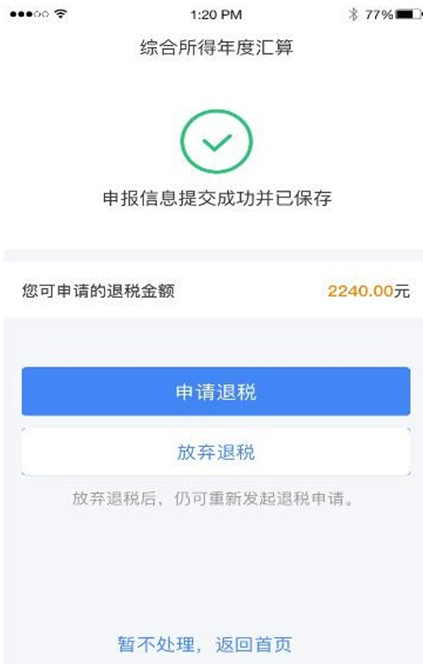 1:20 PM
77%
综合所得年度汇算
申报信息提交成功并已保存
您可申请的退税金额
2240.00元
申请退税
放弃退税
放弃退税后，仍可重新发起退税申请。
暂不处理，返回首页